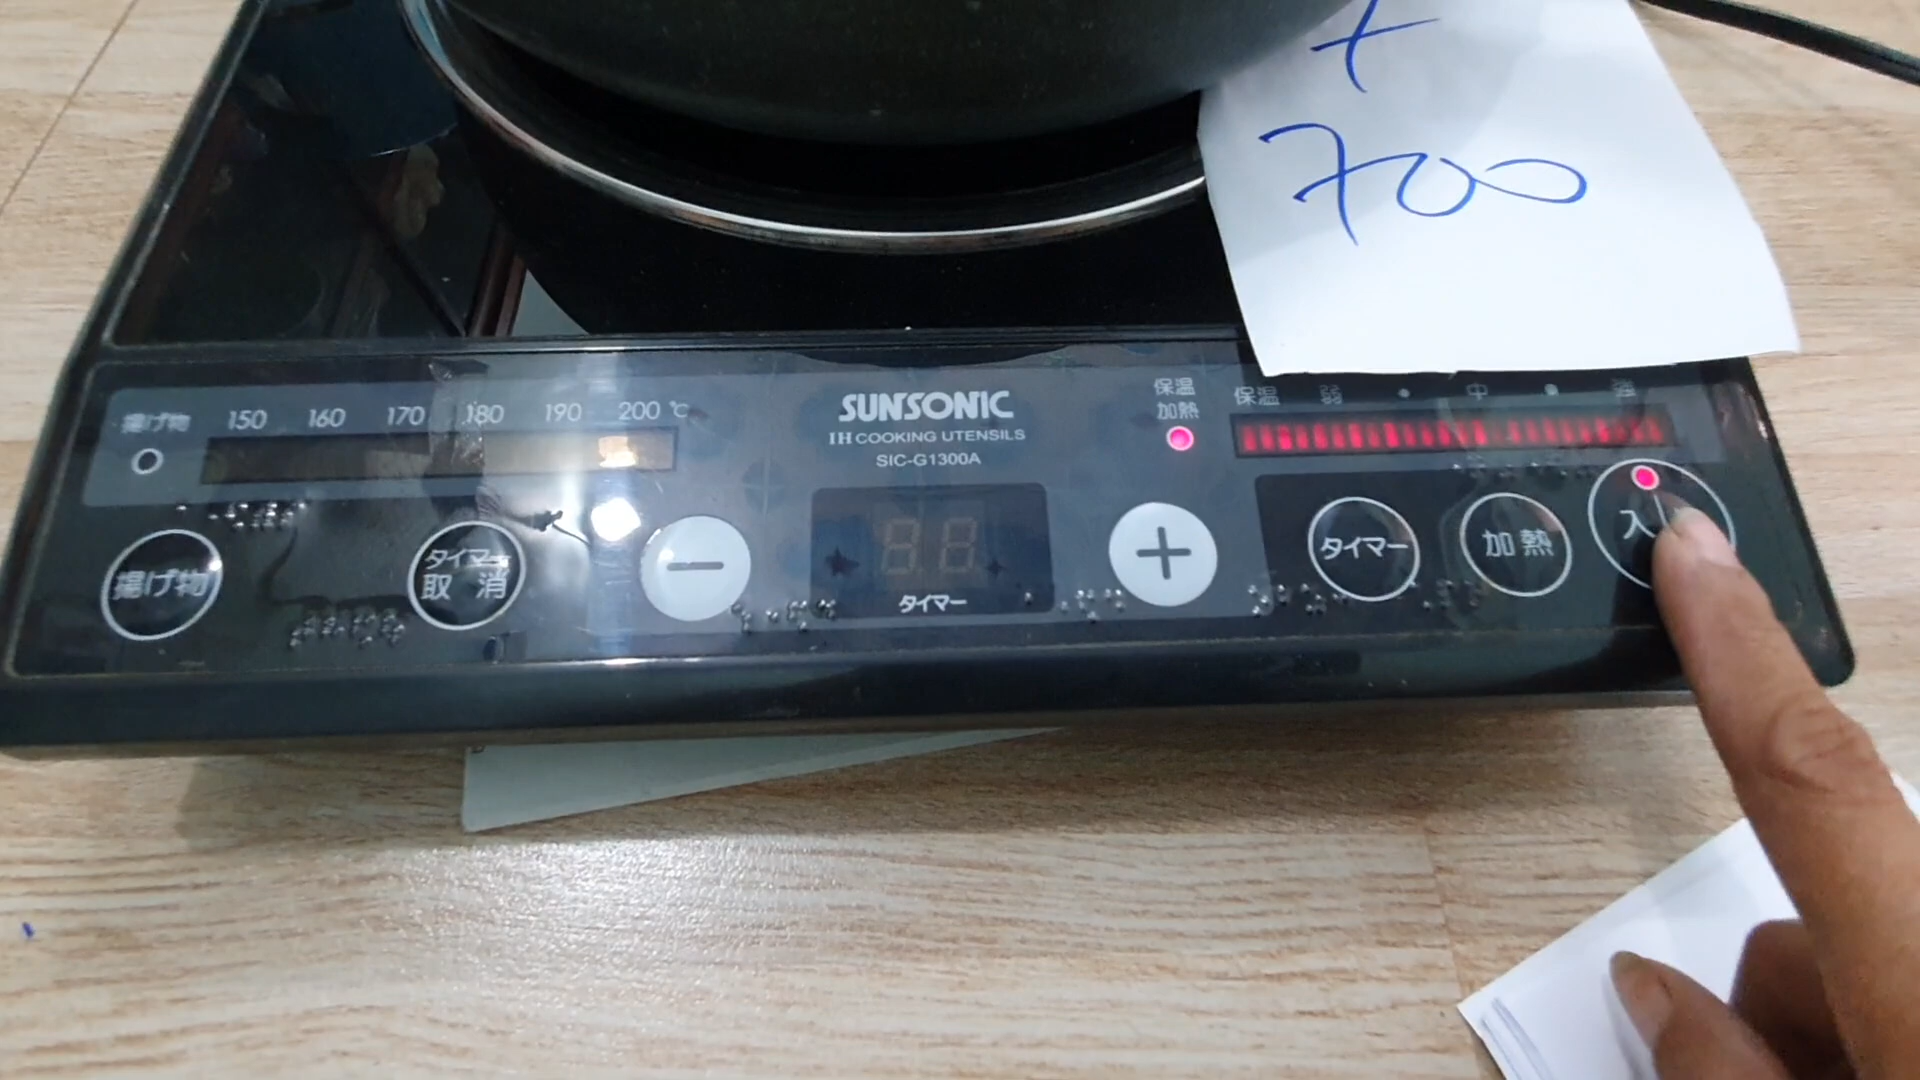 +
700
揚げ物 150 160 170 180 190 200 ℃
SUNSONIC
IH COOKING UTENSILS
SIC-G1300A
保温
加熱
保温 弱 • 中 • 強
揚げ物
タイマー
取消
−
タイマー
+
タイマー
加熱
入